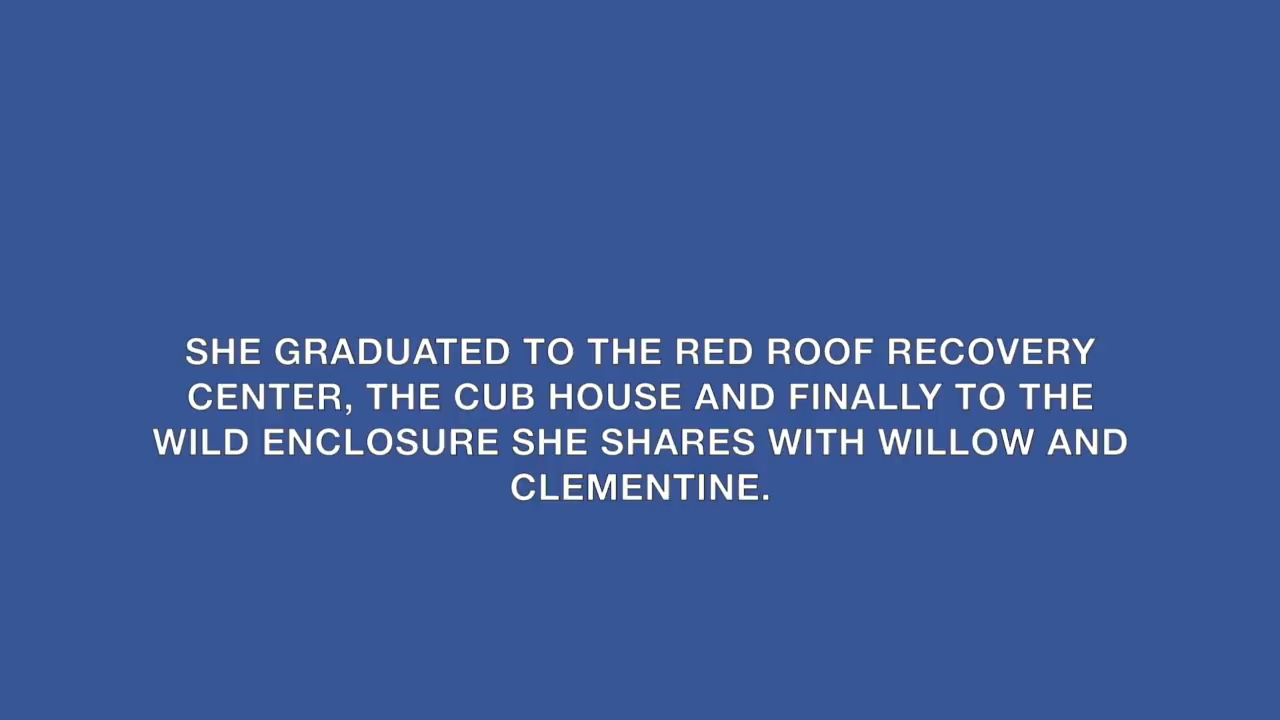 SHE GRADUATED TO THE RED ROOF RECOVERY
CENTER, THE CUB HOUSE AND FINALLY TO THE
WILD ENCLOSURE SHE SHARES WITH WILLOW AND
CLEMENTINE.